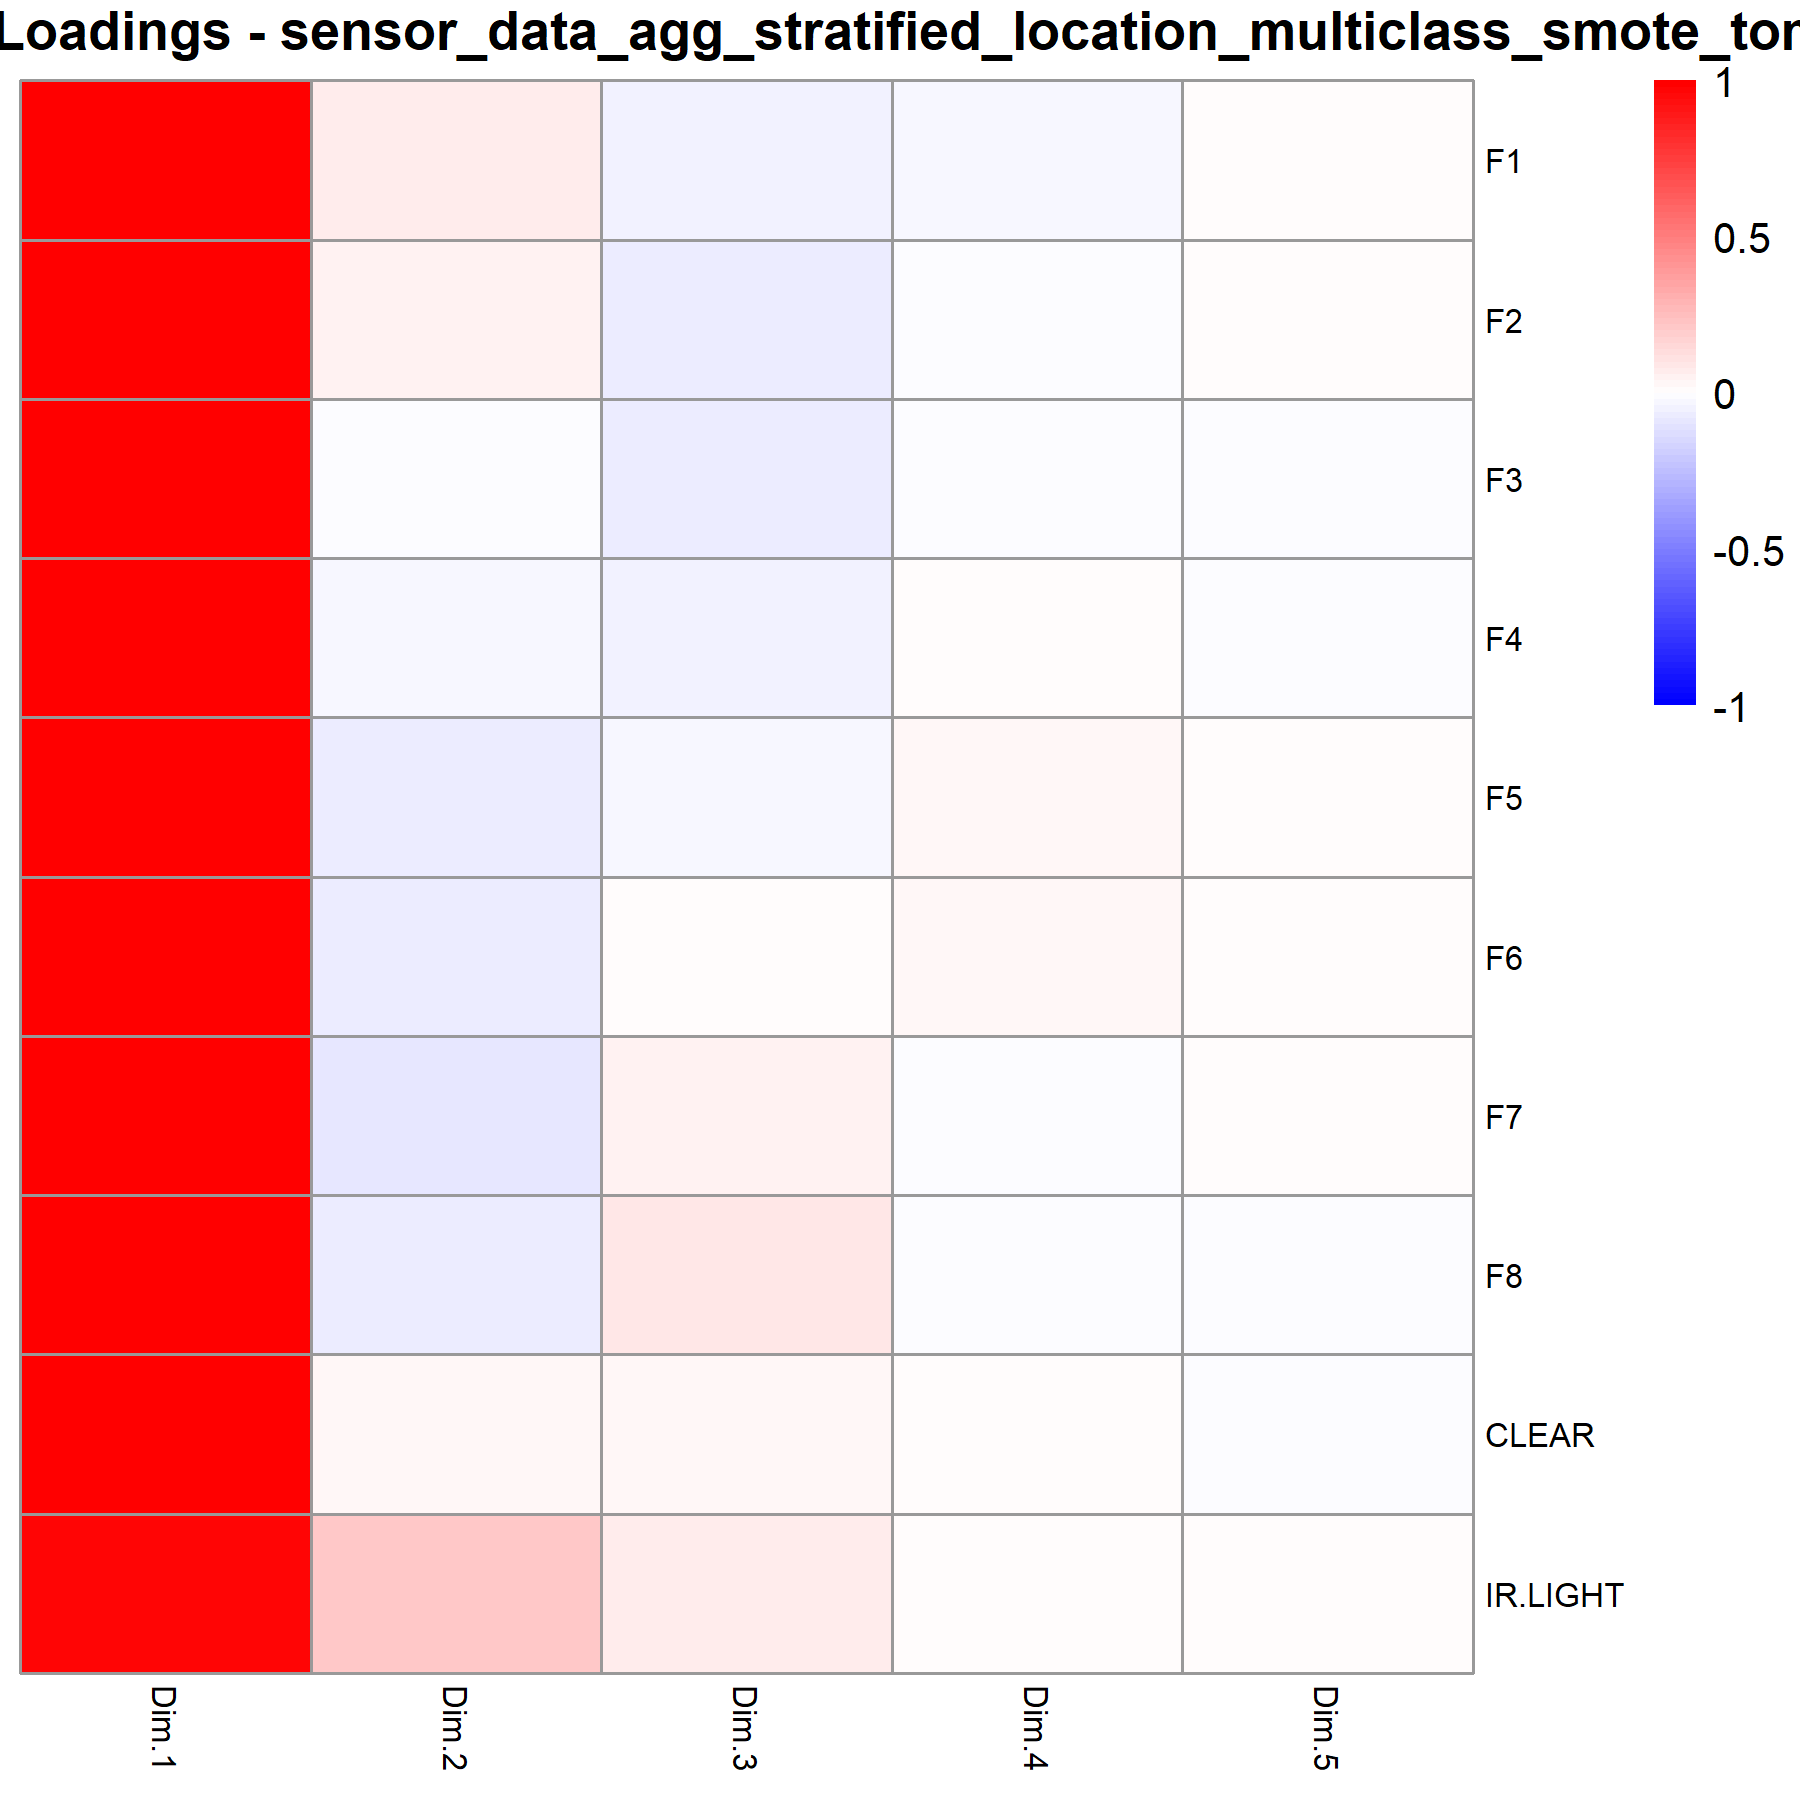 Loadings - sensor_data_agg_stratified_location_multiclass_smote_tom
1
0.5
0
-0.5
-1
F1
F2
F3
F4
F5
F6
F7
F8
CLEAR
IR.LIGHT
Dim.1
Dim.2
Dim.3
Dim.4
Dim.5